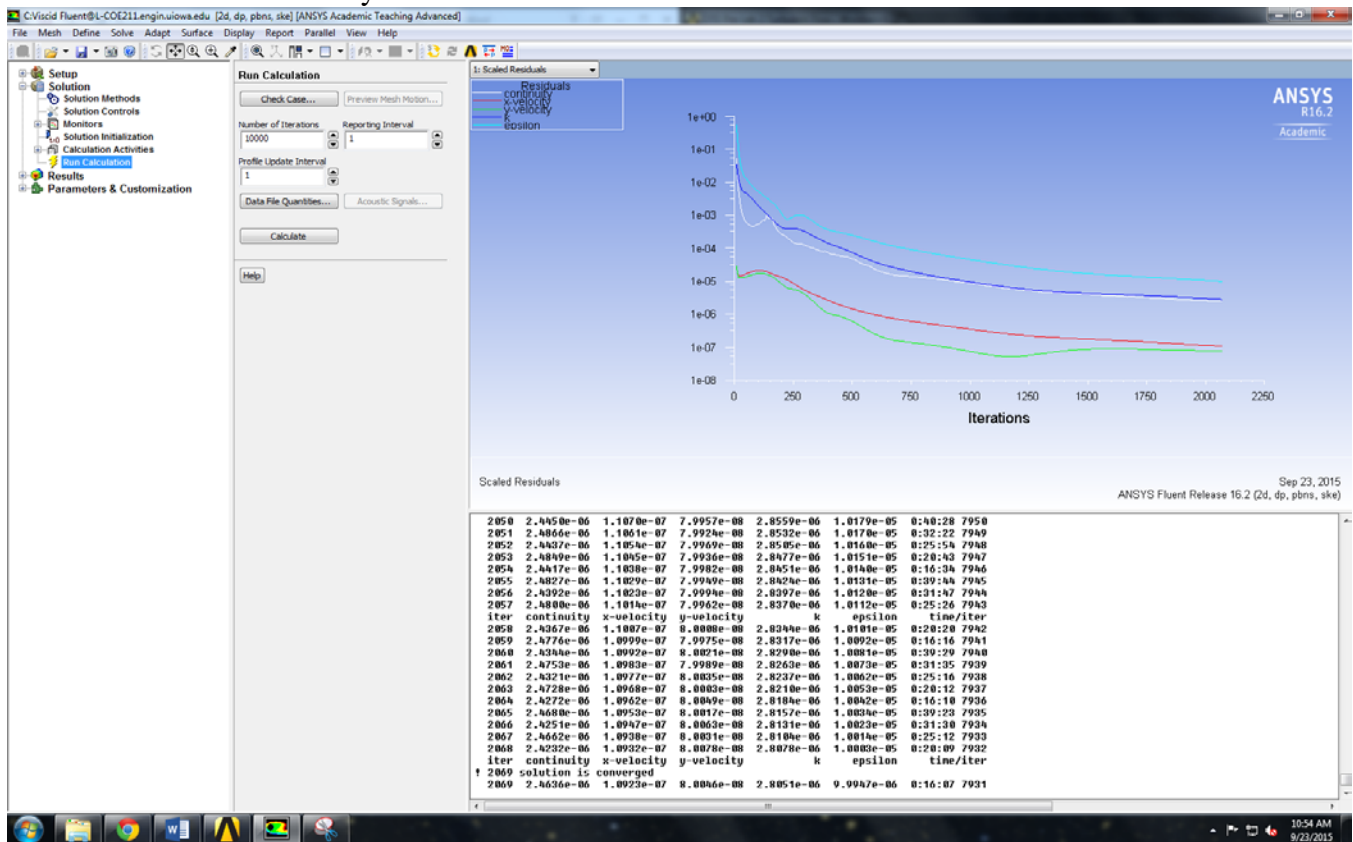 C:Viscid Fluent@L-COE211.engin.uiowa.edu [2d, dp, pbns, ske] [ANSYS Academic Teaching Advanced]
File Mesh Define Solve Adapt Surface Display Report Parallel View Help
Setup
Solution
Solution Methods
Solution Controls
Monitors
Solution Initialization
Calculation Activities
Run Calculation
Results
Parameters & Customization
Run Calculation
Check Case... Preview Mesh Motion...
Number of Iterations Reporting Interval
10000 1
Profile Update Interval
1
Data File Quantities... Acoustic Signals...
Calculate
Help
1: Scaled Residuals
Residuals
continuity
x-velocity
y-velocity
k
epsilon
ANSYS
R16.2
Academic
1e+00
1e-01
1e-02
1e-03
1e-04
1e-05
1e-06
1e-07
1e-08
0 250 500 750 1000 1250 1500 1750 2000 2250
Iterations
Scaled Residuals
Sep 23, 2015
ANSYS Fluent Release 16.2 (2d, dp, pbns, ske)
2050 2.4450e-06 1.1070e-07 7.9957e-08 2.8559e-06 1.0179e-05 0:40:28 7950
2051 2.4866e-06 1.1061e-07 7.9924e-08 2.8532e-06 1.0170e-05 0:32:22 7949
2052 2.4437e-06 1.1054e-07 7.9969e-08 2.8505e-06 1.0160e-05 0:25:54 7948
2053 2.4849e-06 1.1045e-07 7.9936e-08 2.8477e-06 1.0151e-05 0:20:43 7947
2054 2.4417e-06 1.1038e-07 7.9982e-08 2.8451e-06 1.0140e-05 0:16:34 7946
2055 2.4827e-06 1.1029e-07 7.9949e-08 2.8424e-06 1.0131e-05 0:39:44 7945
2056 2.4392e-06 1.1023e-07 7.9994e-08 2.8397e-06 1.0120e-05 0:31:47 7944
2057 2.4800e-06 1.1014e-07 7.9962e-08 2.8370e-06 1.0112e-05 0:25:26 7943
iter continuity x-velocity y-velocity k epsilon time/iter
2058 2.4367e-06 1.1007e-07 8.0008e-08 2.8344e-06 1.0101e-05 0:20:20 7942
2059 2.4776e-06 1.0999e-07 7.9975e-08 2.8317e-06 1.0092e-05 0:16:16 7941
2060 2.4344e-06 1.0992e-07 8.0021e-08 2.8290e-06 1.0081e-05 0:39:29 7940
2061 2.4753e-06 1.0983e-07 7.9989e-08 2.8263e-06 1.0073e-05 0:31:35 7939
2062 2.4321e-06 1.0977e-07 8.0035e-08 2.8237e-06 1.0062e-05 0:25:16 7938
2063 2.4728e-06 1.0968e-07 8.0003e-08 2.8210e-06 1.0053e-05 0:20:12 7937
2064 2.4272e-06 1.0962e-07 8.0049e-08 2.8184e-06 1.0042e-05 0:16:10 7936
2065 2.4680e-06 1.0953e-07 8.0017e-08 2.8157e-06 1.0034e-05 0:39:23 7935
2066 2.4251e-06 1.0947e-07 8.0063e-08 2.8131e-06 1.0023e-05 0:31:30 7934
2067 2.4662e-06 1.0938e-07 8.0031e-08 2.8104e-06 1.0014e-05 0:25:12 7933
2068 2.4232e-06 1.0932e-07 8.0078e-08 2.8078e-06 1.0003e-05 0:20:09 7932
iter continuity x-velocity y-velocity k epsilon time/iter
! 2069 solution is converged
2069 2.4636e-06 1.0923e-07 8.0046e-08 2.8051e-06 9.9947e-06 0:16:07 7931
10:54 AM
9/23/2015